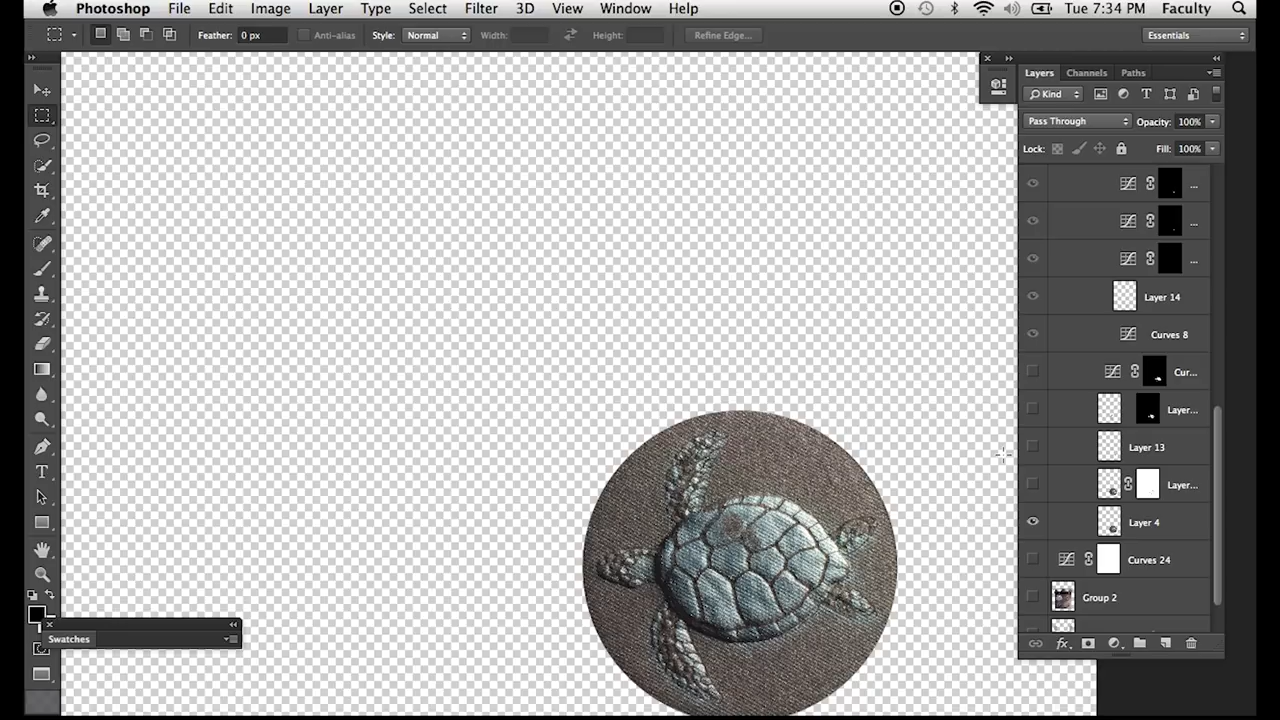 Photoshop File Edit Image Layer Type Select Filter 3D View Window Help Tue 7:34 PM Faculty
Feather: 0 px Anti-alias Style: Normal Width: Height: Refine Edge... Essentials
Layers Channels Paths
Kind
Pass Through Opacity: 100%
Lock: Fill: 100%
...
...
...
Layer 14
Curves 8
Cur...
Layer...
Layer 13
Layer...
Layer 4
Curves 24
Group 2
Swatches